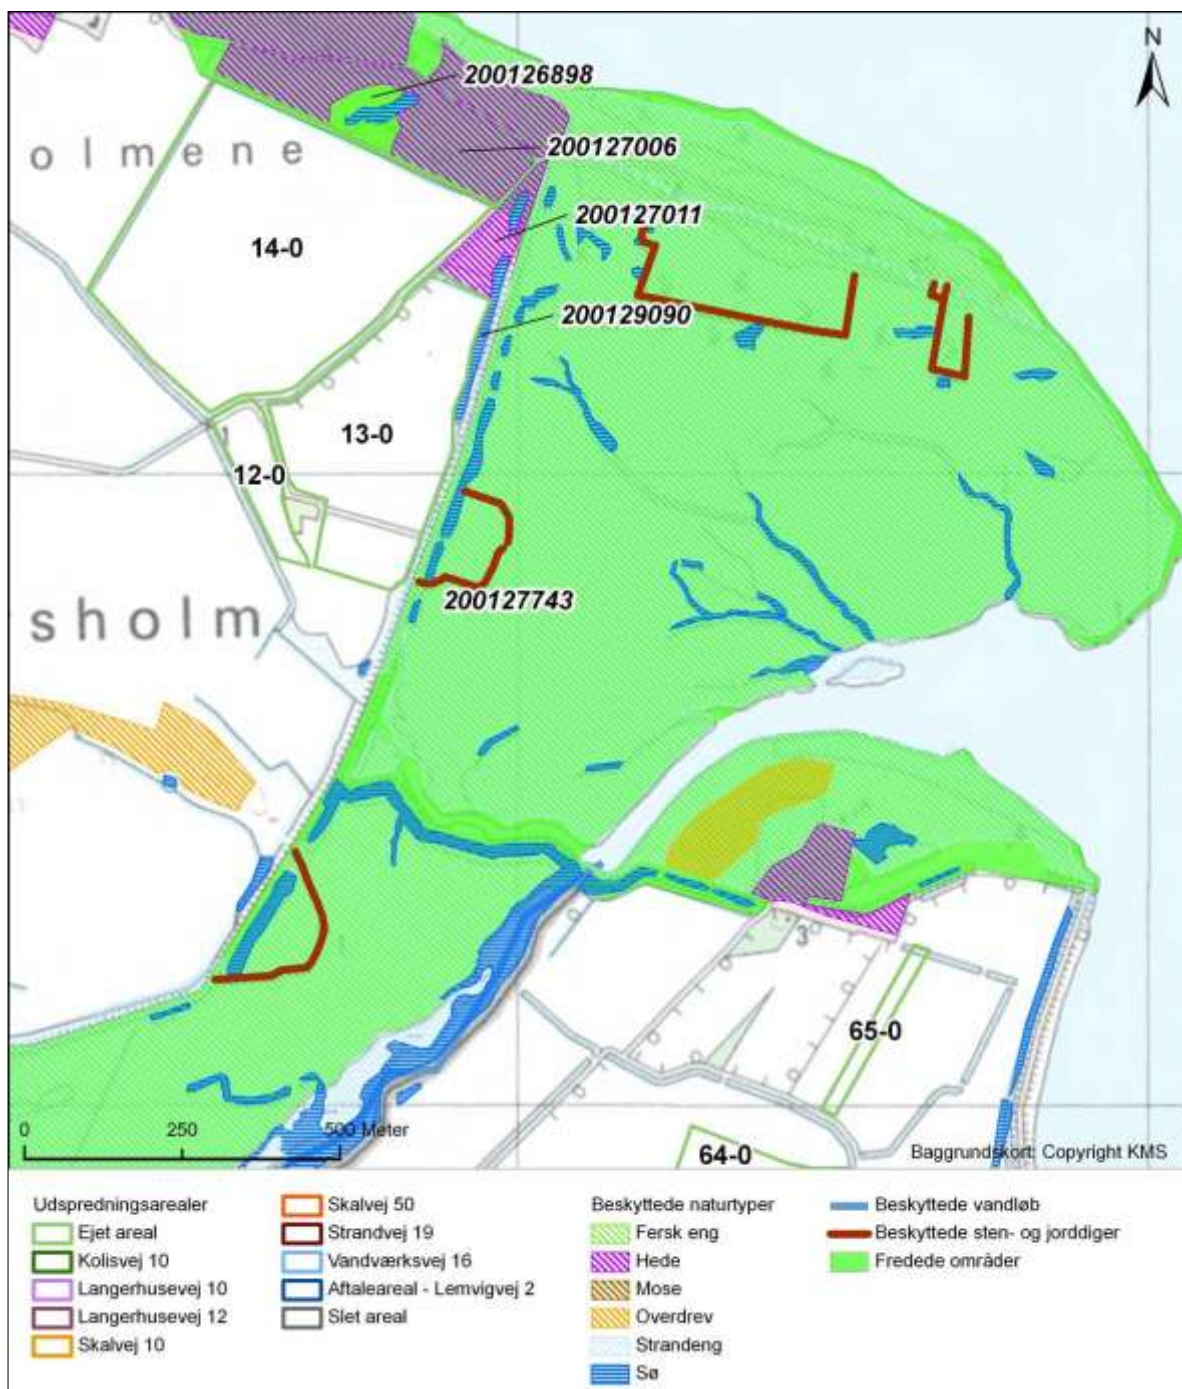 N
200126898
olmene
200127006
200127011
14-0
200129090
13-0
12-0
200127743
sholm
3
65-0
0 250 500 Meter
64-0
Baggrundskort: Copyright KMS
Udspredningsarealer
Ejet areal
Kolisvej 10
Langerhusevej 10
Langerhusevej 12
Skalvej 10
Skalvej 50
Strandvej 19
Vandværksvej 16
Aftaleareal - Lemvigvej 2
Slet areal
Beskyttede naturtyper
Fersk eng
Hede
Mose
Overdrev
Strandeng
Sø
Beskyttede vandløb
Beskyttede sten- og jorddiger
Fredede områder